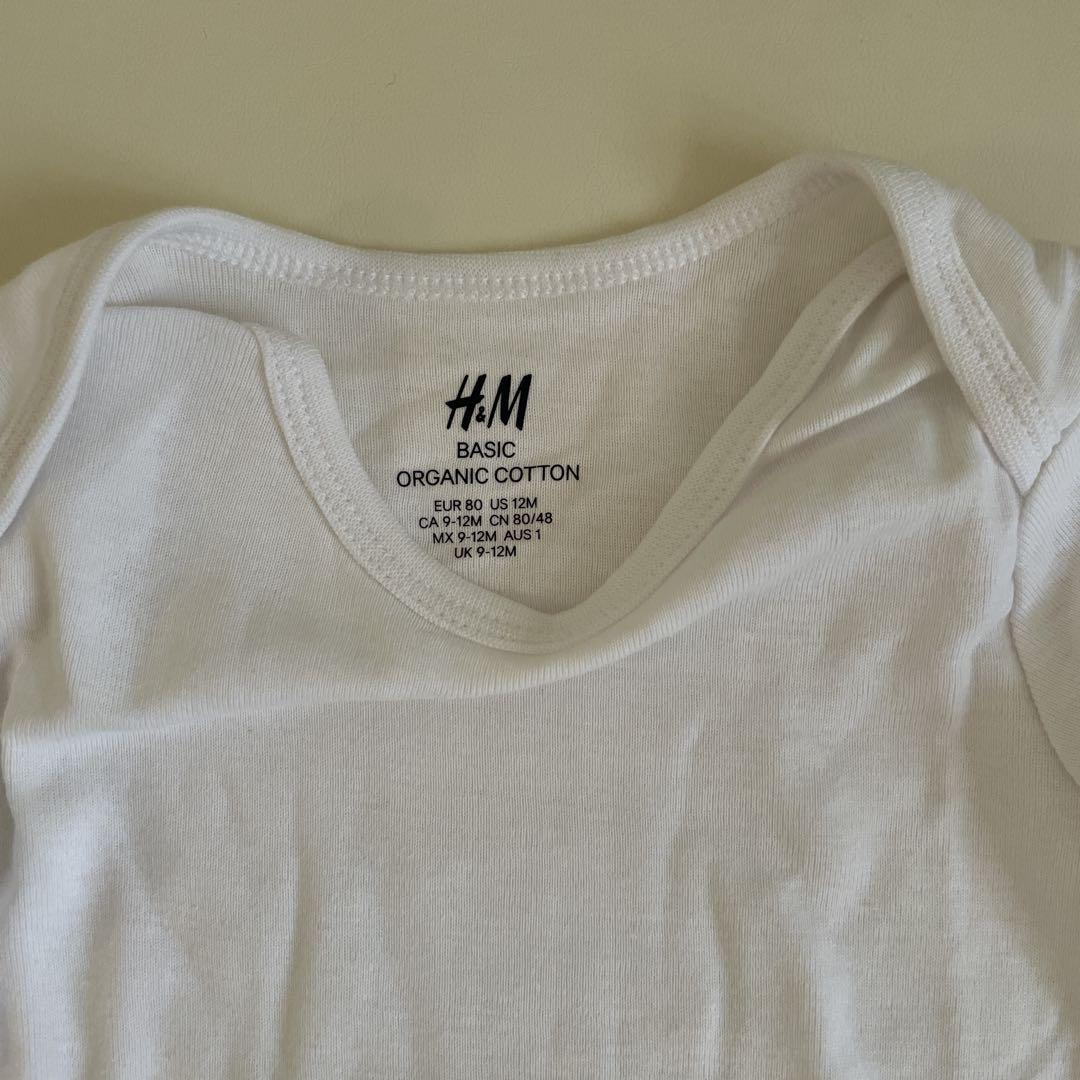 H&M
BASIC
ORGANIC COTTON
EUR 80 US 12M
CA 9-12M CN 80/48
MX 9-12M AUS 1
UK 9-12M